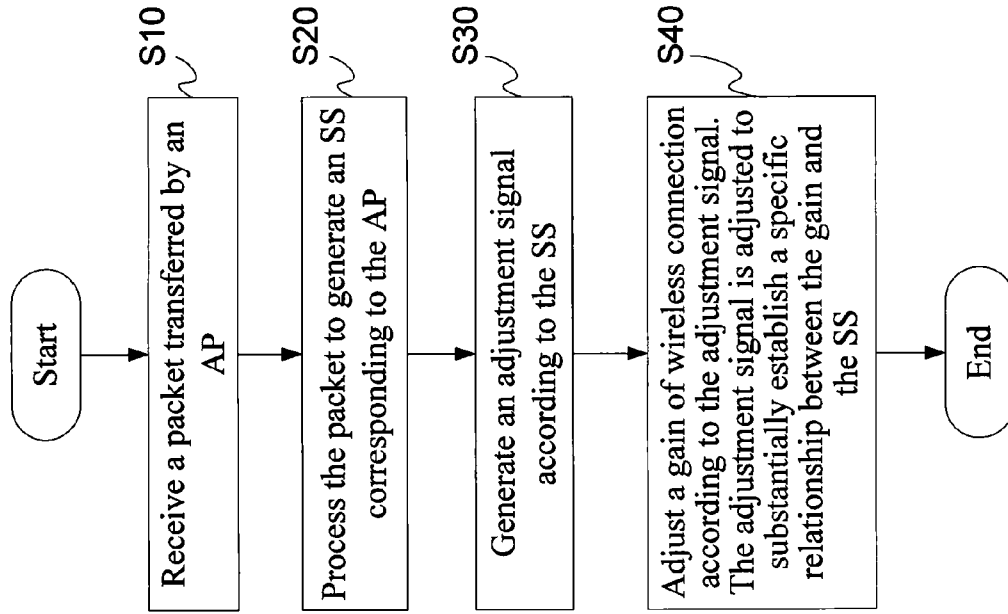 Start
Receive a packet transferred by an
AP
S10
Process the packet to generate an SS
corresponding to the AP
S20
Generate an adjustment signal
according to the SS
S30
Adjust a gain of wireless connection
according to the adjustment signal.
The adjustment signal is adjusted to
substantially establish a specific
relationship between the gain and
the SS
S40
End